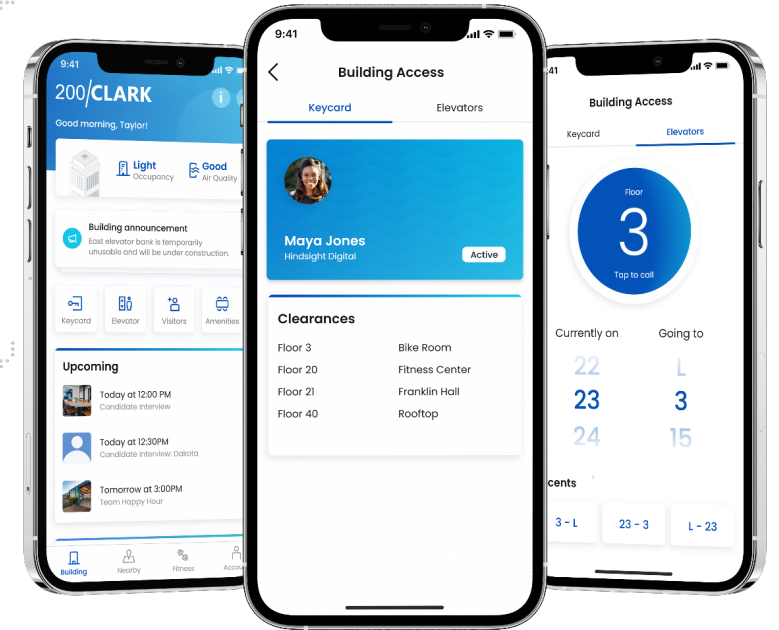 9:41
200/CLARK
i
Good morning, Taylor!
Light
Occupancy
Good
Air Quality
Building announcement
East elevator bank is temporarily
unusable and will be under construction.
Keycard
Elevator
Visitors
Amenities
Upcoming
Today at 12:00 PM
Candidate Interview
Today at 12:30PM
Candidate Interview: Dakota
Tomorrow at 3:00PM
Team Happy Hour
Building
Nearby
Fitness
Accou
9:41
Building Access
Keycard
Elevators
Maya Jones
Hindsight Digital
Active
Clearances
Floor 3
Bike Room
Floor 20
Fitness Center
Floor 21
Franklin Hall
Floor 40
Rooftop
:41
Building Access
Keycard
Elevators
Floor
3
Tap to call
Currently on
Going to
22
L
23
3
24
15
cents
3 - L
23 - 3
L - 23